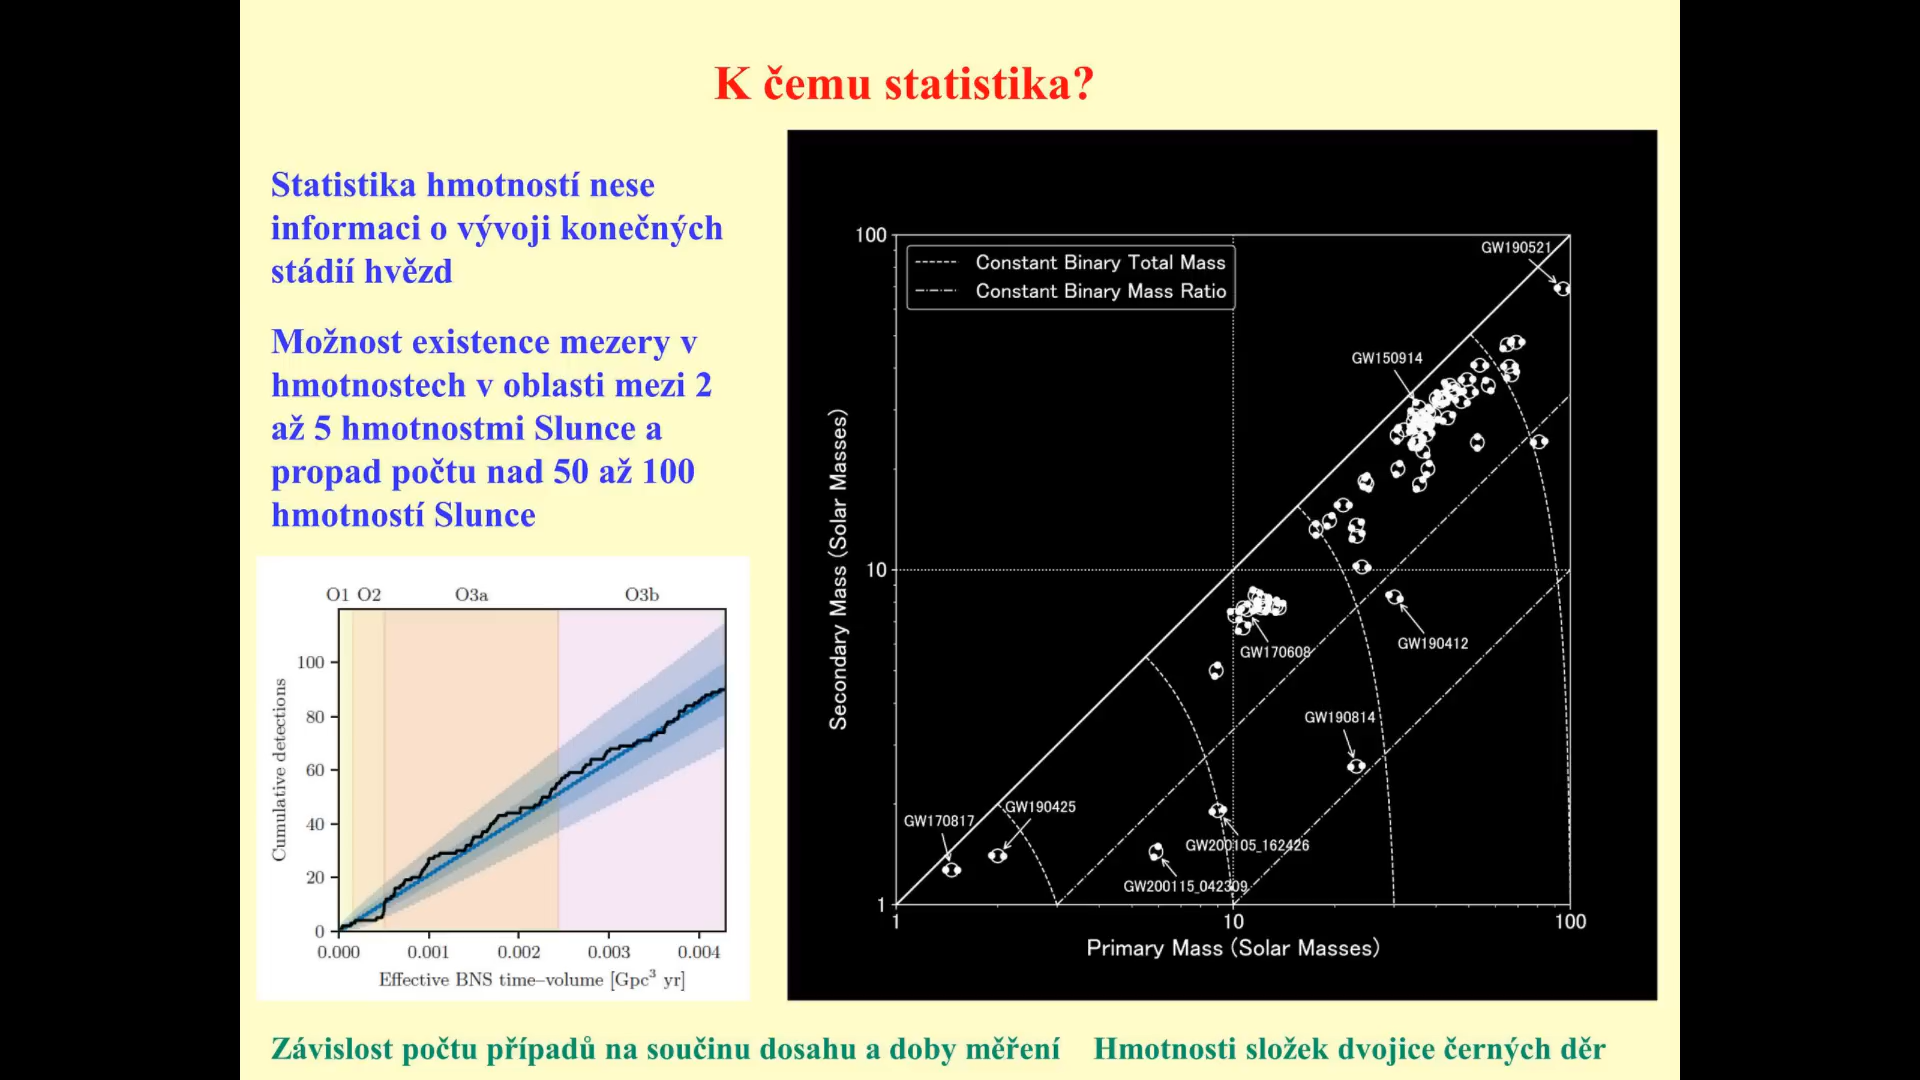 K čemu statistika?
Statistika hmotností nese
informaci o vývoji konečných
stádií hvězd
Možnost existence mezery v
hmotnostech v oblasti mezi 2
až 5 hmotnostmi Slunce a
propad počtu nad 50 až 100
hmotností Slunce
O1 O2 O3a O3b
100
80
60
40
20
0
Cumulative detections
0.000 0.001 0.002 0.003 0.004
Effective BNS time–volume [Gpc³ yr]
100
10
1
Secondary Mass (Solar Masses)
Constant Binary Total Mass
Constant Binary Mass Ratio
GW190521
GW150914
GW170608
GW190412
GW190814
GW190425
GW170817
GW200105_162426
GW200115_042309
1 10 100
Primary Mass (Solar Masses)
Závislost počtu případů na součinu dosahu a doby měření
Hmotnosti složek dvojice černých děr